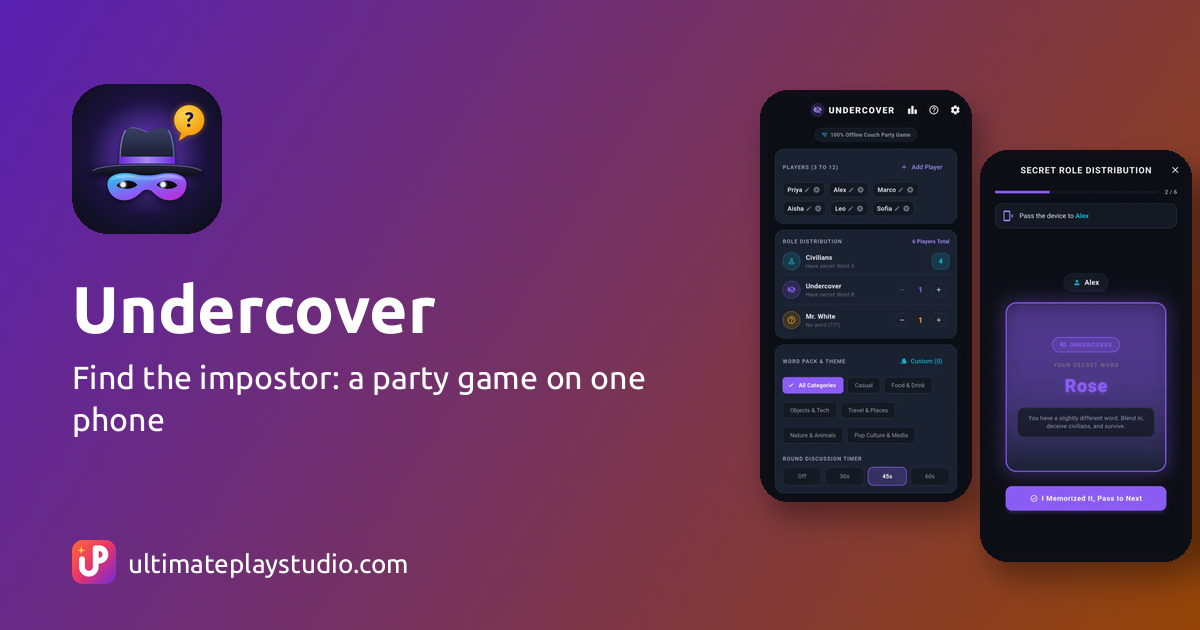 ?
Undercover
Find the impostor: a party game on one
phone
UP
ultimateplaystudio.com
UNDERCOVER
100% Offline Couch Party Game
PLAYERS (3 TO 12)
+ Add Player
Priya
Alex
Marco
Aisha
Leo
Sofia
ROLE DISTRIBUTION
6 Players Total
Civilians
Have secret Word A
4
Undercover
Have secret Word B
− 1 +
Mr. White
No word (???)
− 1 +
WORD PACK & THEME
Custom (0)
All Categories
Casual
Food & Drink
Objects & Tech
Travel & Places
Nature & Animals
Pop Culture & Media
ROUND DISCUSSION TIMER
Off
30s
45s
60s
SECRET ROLE DISTRIBUTION
2 / 6
Pass the device to Alex
Alex
UNDERCOVER
YOUR SECRET WORD
Rose
You have a slightly different word. Blend in,
deceive civilians, and survive.
I Memorized It, Pass to Next